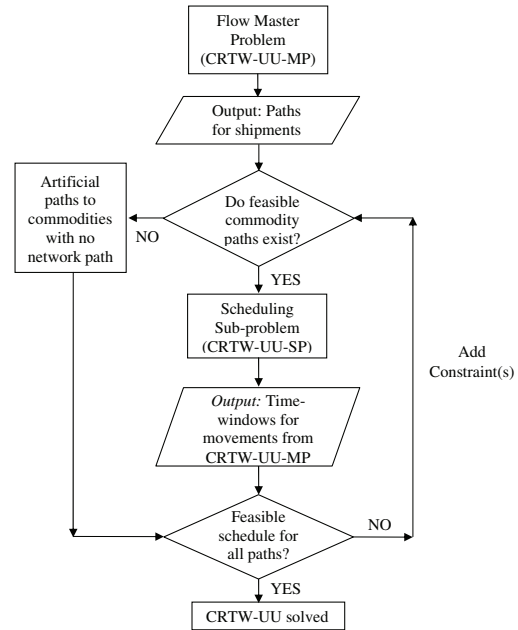 Flow Master
Problem
(CRTW-UU-MP)
Output: Paths
for shipments
Artificial
paths to
commodities
with no
network path
Do feasible
commodity
paths exist?
NO
YES
Scheduling
Sub-problem
(CRTW-UU-SP)
Add
Constraint(s)
Output: Time-
windows for
movements from
CRTW-UU-MP
Feasible
schedule for
all paths?
NO
YES
CRTW-UU solved